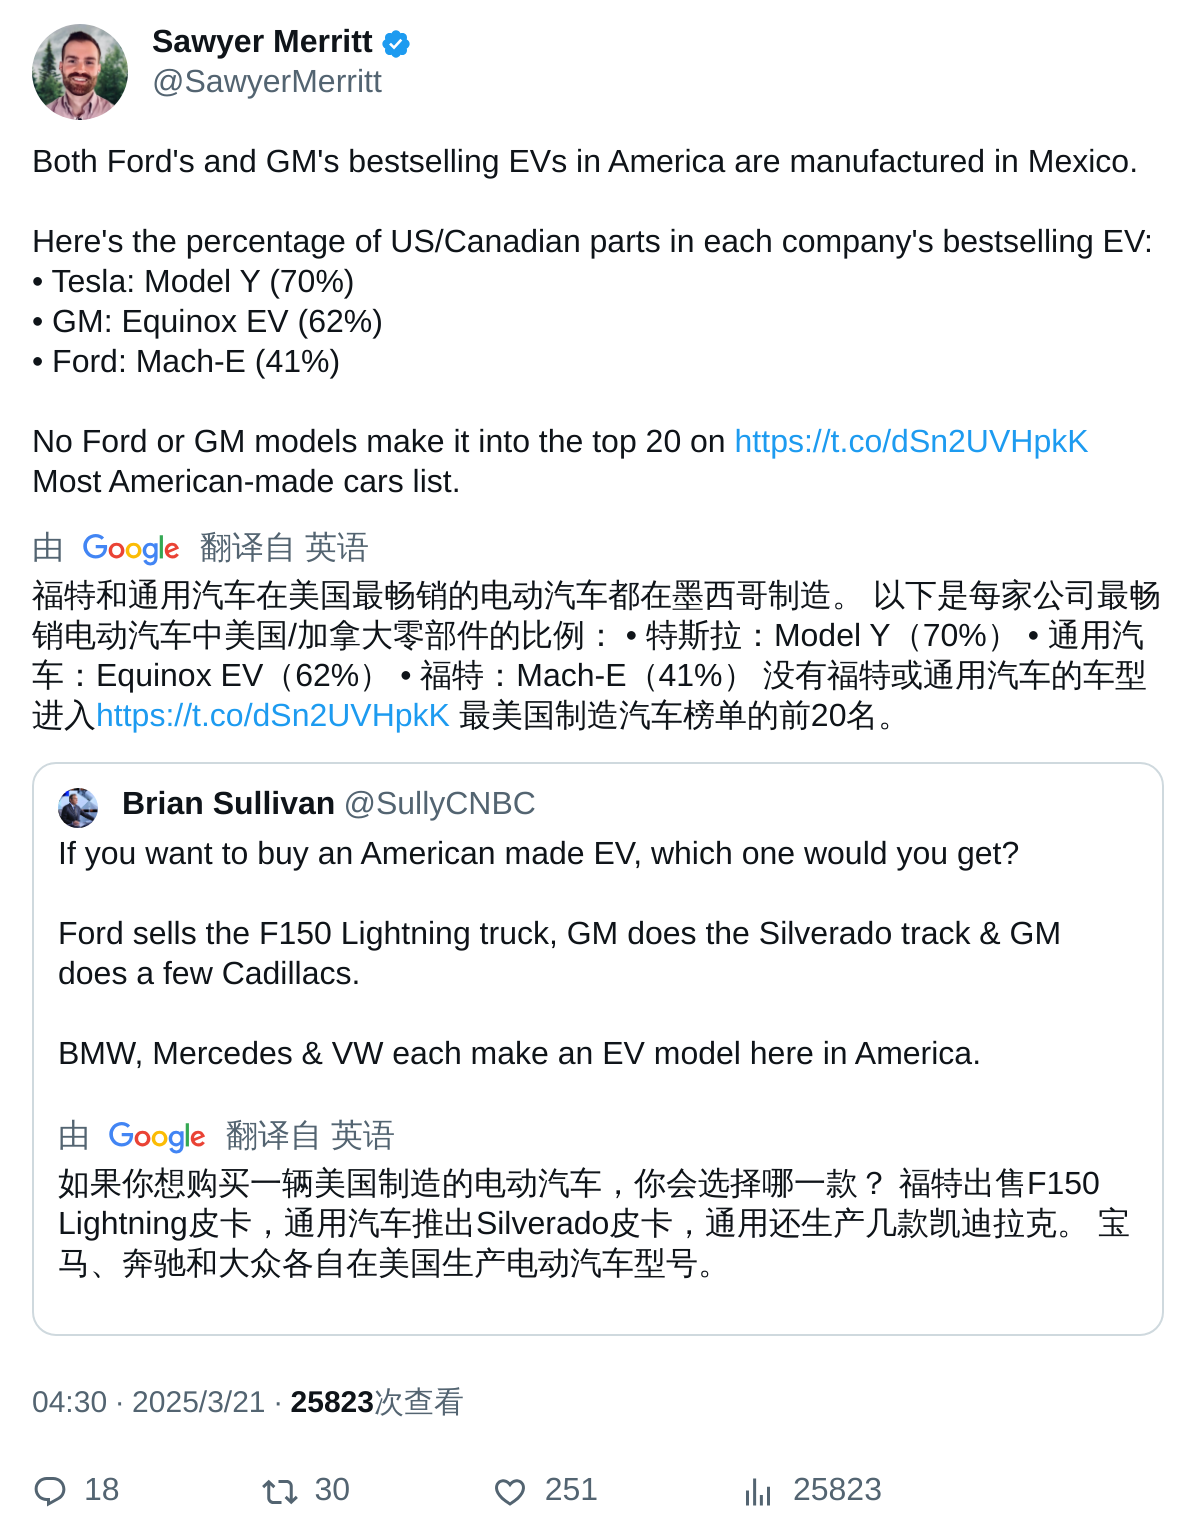 Sawyer Merritt
@SawyerMerritt
Both Ford's and GM's bestselling EVs in America are manufactured in Mexico.
Here's the percentage of US/Canadian parts in each company's bestselling EV:
• Tesla: Model Y (70%)
• GM: Equinox EV (62%)
• Ford: Mach-E (41%)
No Ford or GM models make it into the top 20 on https://t.co/dSn2UVHpkK
Most American-made cars list.
由 Google 翻译自 英语
福特和通用汽车在美国最畅销的电动汽车都在墨西哥制造。 以下是每家公司最畅
销电动汽车中美国/加拿大零部件的比例： • 特斯拉：Model Y（70%） • 通用汽
车：Equinox EV（62%） • 福特：Mach-E（41%） 没有福特或通用汽车的车型
进入https://t.co/dSn2UVHpkK 最美国制造汽车榜单的前20名。
Brian Sullivan @SullyCNBC
If you want to buy an American made EV, which one would you get?
Ford sells the F150 Lightning truck, GM does the Silverado track & GM
does a few Cadillacs.
BMW, Mercedes & VW each make an EV model here in America.
由 Google 翻译自 英语
如果你想购买一辆美国制造的电动汽车，你会选择哪一款？ 福特出售F150
Lightning皮卡，通用汽车推出Silverado皮卡，通用还生产几款凯迪拉克。 宝
马、奔驰和大众各自在美国生产电动汽车型号。
04:30 · 2025/3/21 · 25823次查看
18 30 251 25823